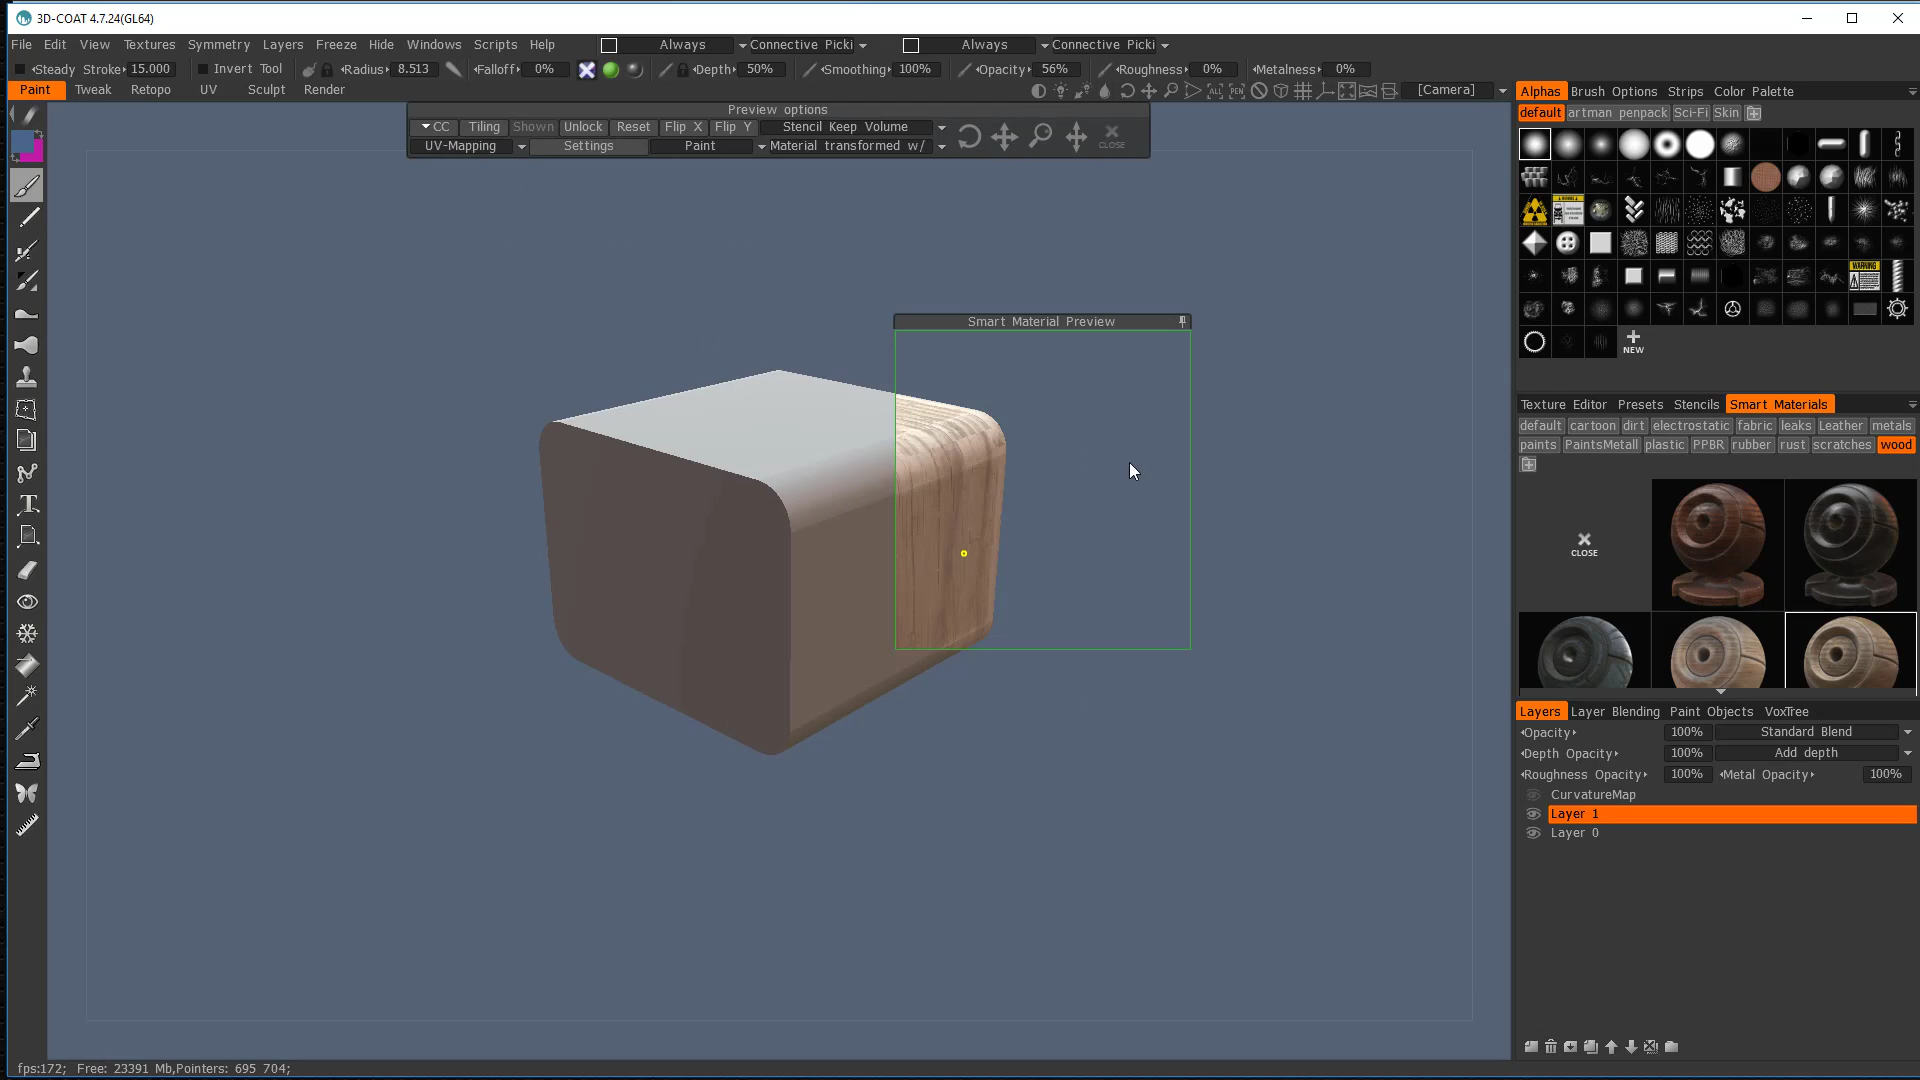 3D-COAT 4.7.24(GL64)
File Edit View Textures Symmetry Layers Freeze Hide Windows Scripts Help Always Connective Picki Always Connective Picki
Steady Stroke 15.000 Invert Tool Radius 8.513 Falloff 0% Depth 50% Smoothing 100% Opacity 56% Roughness 0% Metalness 0%
Paint Tweak Retopo UV Sculpt Render ALL PEN [Camera]
Preview options
CC Tiling Shown Unlock Reset Flip X Flip Y Stencil Keep Volume
UV-Mapping Settings Paint Material transformed w/ CLOSE
Smart Material Preview
Alphas Brush Options Strips Color Palette
default artman penpack Sci-Fi Skin
WARNING
NEW
Texture Editor Presets Stencils Smart Materials
default cartoon dirt electrostatic fabric leaks Leather metals
paints PaintsMetall plastic PPBR rubber rust scratches wood
CLOSE
Layers Layer Blending Paint Objects VoxTree
Opacity 100% Standard Blend
Depth Opacity 100% Add depth
Roughness Opacity 100% Metal Opacity 100%
CurvatureMap
Layer 1
Layer 0
fps:172; Free: 23391 Mb,Pointers: 695 704;